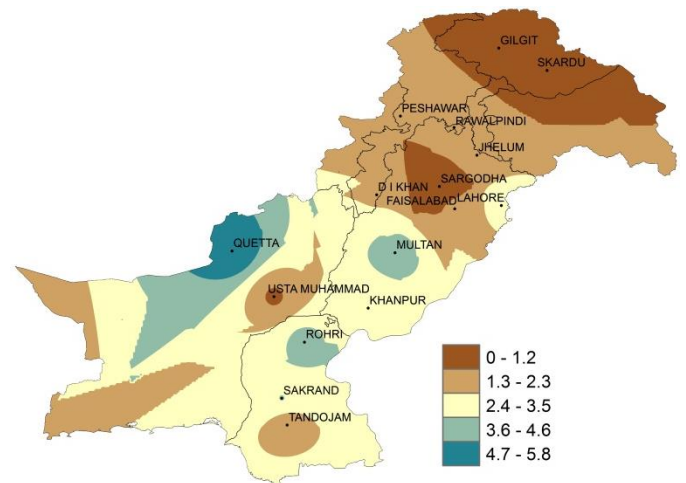 GILGIT
SKARDU
PESHAWAR
RAWALPINDI
JHELUM
SARGODHA
D I KHAN
FAISALABAD
LAHORE
QUETTA
MULTAN
USTA MUHAMMAD
KHANPUR
ROHRI
SAKRAND
TANDOJAM
0 - 1.2
1.3 - 2.3
2.4 - 3.5
3.6 - 4.6
4.7 - 5.8